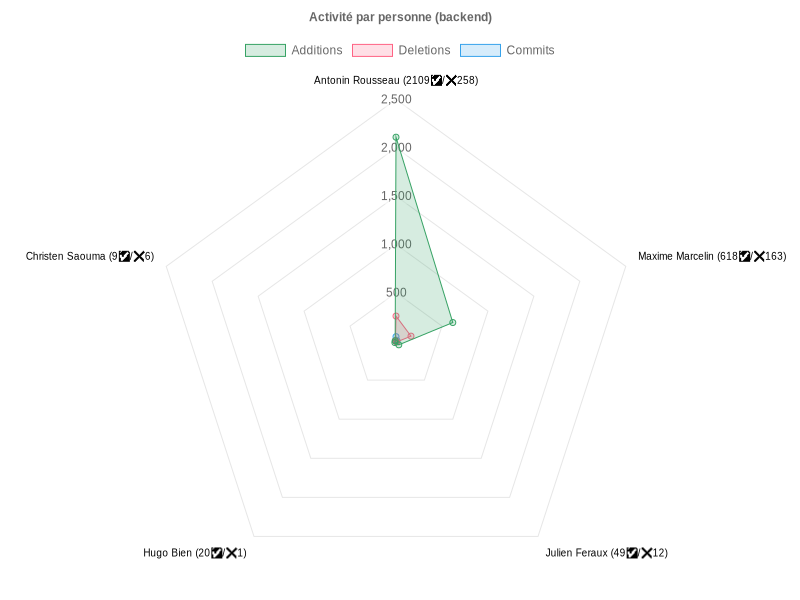 Activité par personne (backend)
Additions Deletions Commits
Antonin Rousseau (2109✅/❌258)
2,500
2,000
1,500
1,000
500
Christen Saouma (9✅/❌6)
Maxime Marcelin (618✅/❌163)
Hugo Bien (20✅/❌1)
Julien Feraux (49✅/❌12)